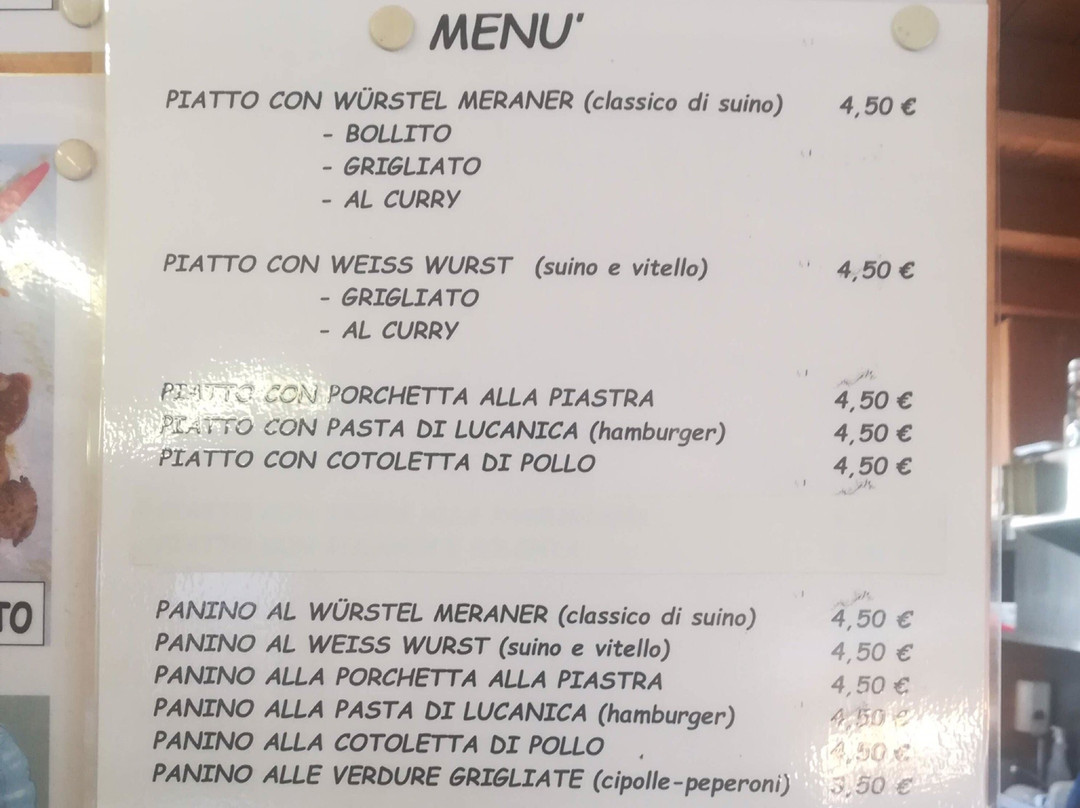 MENU'
PIATTO CON WÜRSTEL MERANER (classico di suino) 4,50 €
- BOLLITO
- GRIGLIATO
- AL CURRY
PIATTO CON WEISS WURST (suino e vitello) 4,50 €
- GRIGLIATO
- AL CURRY
PIATTO CON PORCHETTA ALLA PIASTRA 4,50 €
PIATTO CON PASTA DI LUCANICA (hamburger) 4,50 €
PIATTO CON COTOLETTA DI POLLO 4,50 €
PANINO AL WÜRSTEL MERANER (classico di suino) 4,50 €
PANINO AL WEISS WURST (suino e vitello) 4,50 €
PANINO ALLA PORCHETTA ALLA PIASTRA 4,50 €
PANINO ALLA PASTA DI LUCANICA (hamburger) 4,50 €
PANINO ALLA COTOLETTA DI POLLO 4,50 €
PANINO ALLE VERDURE GRIGLIATE (cipolle-peperoni) 3,50 €
TO